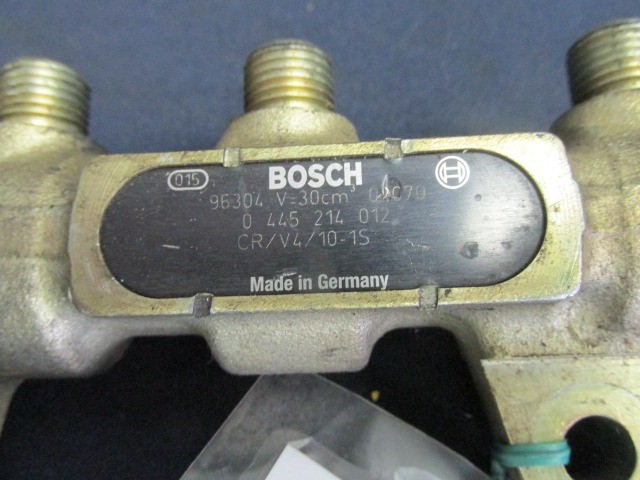 015 BOSCH
96304 V=30cm³
0 445 214 012
CR/V4/10-1S
Made in Germany